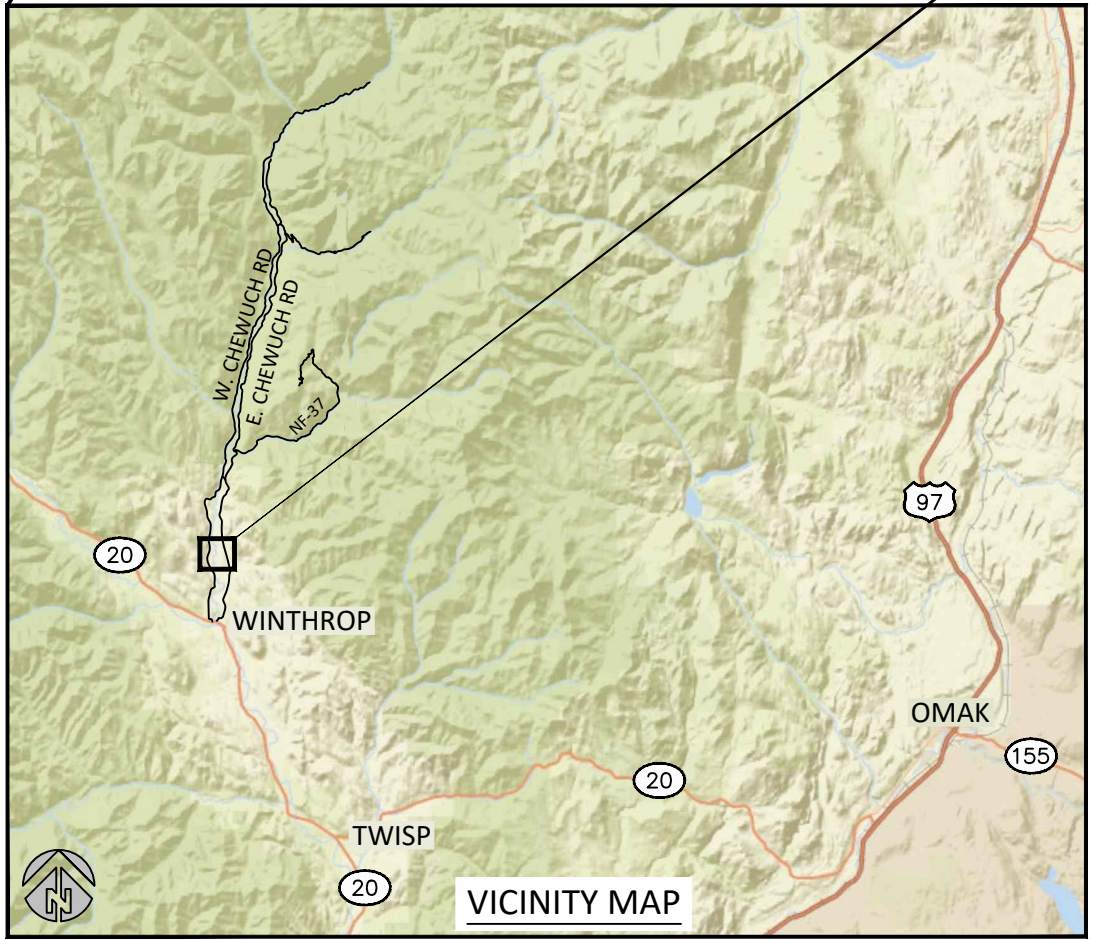 W. CHEWUCH RD
E. CHEWUCH RD
NF-37
97
20
WINTHROP
OMAK
155
20
TWISP
20
VICINITY MAP
N